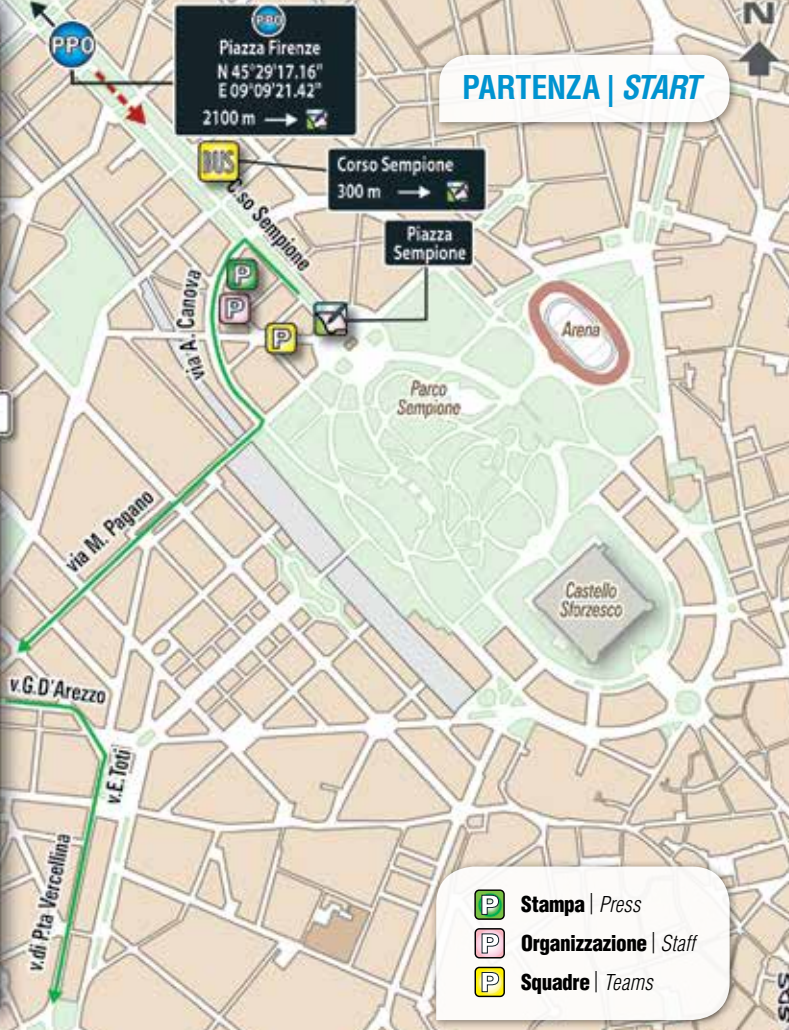 N
PPO
PPO
Piazza Firenze
N 45°29'17.16"
E 09°09'21.42"
2100 m
PARTENZA | START
BUS
Corso Sempione
300 m
C.so Sempione
Piazza
Sempione
P
P
P
via A. Canova
Arena
Parco
Sempione
via M. Pagano
Castello
Sforzesco
v.G.D'Arezzo
v.E.Toti
v.di P.ta Vercellina
P Stampa | Press
P Organizzazione | Staff
P Squadre | Teams
SDS